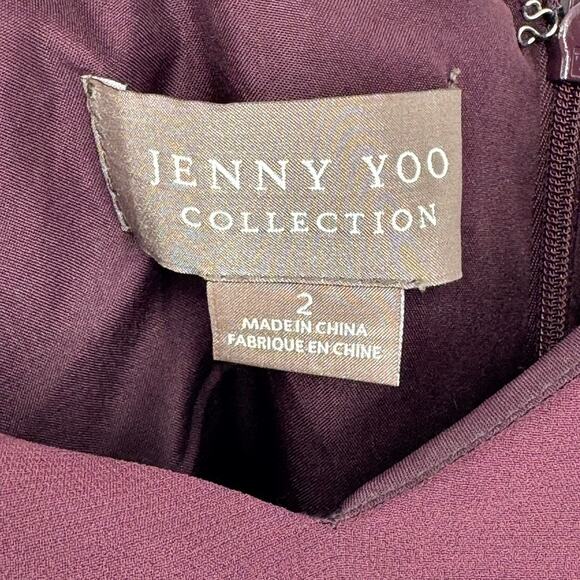 JENNY YOO
COLLECTION
2
MADE IN CHINA
FABRIQUE EN CHINE